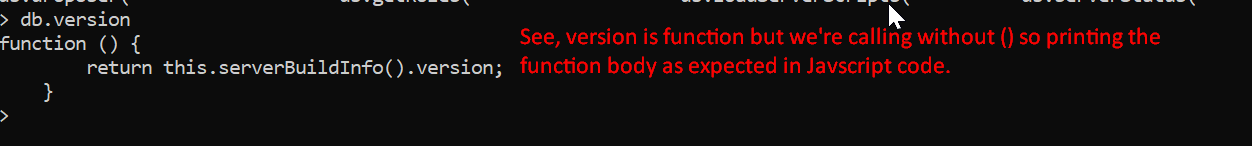 > db.version
See, version is function but we're calling without () so printing the
function () {
function body as expected in Javscript code.
return this.serverBuildInfo().version;
}
>